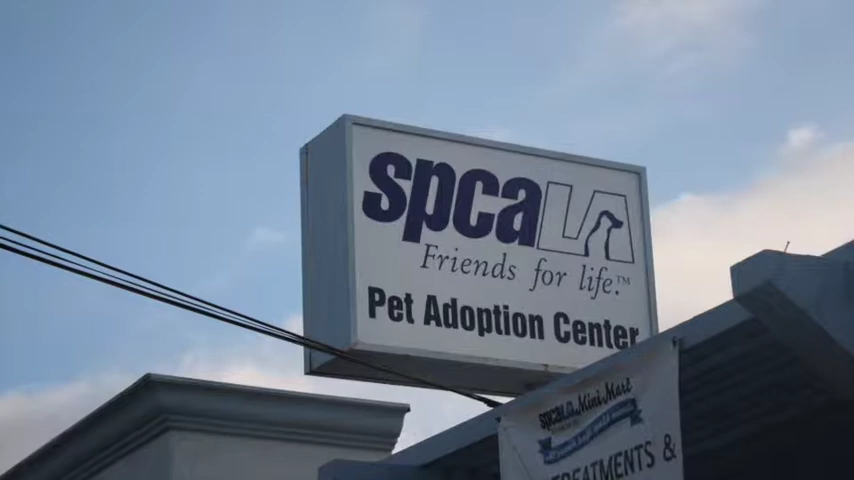 spcaLA
Friends for life.™
Pet Adoption Center
spcaLA Mini Mart
TREATMENTS &